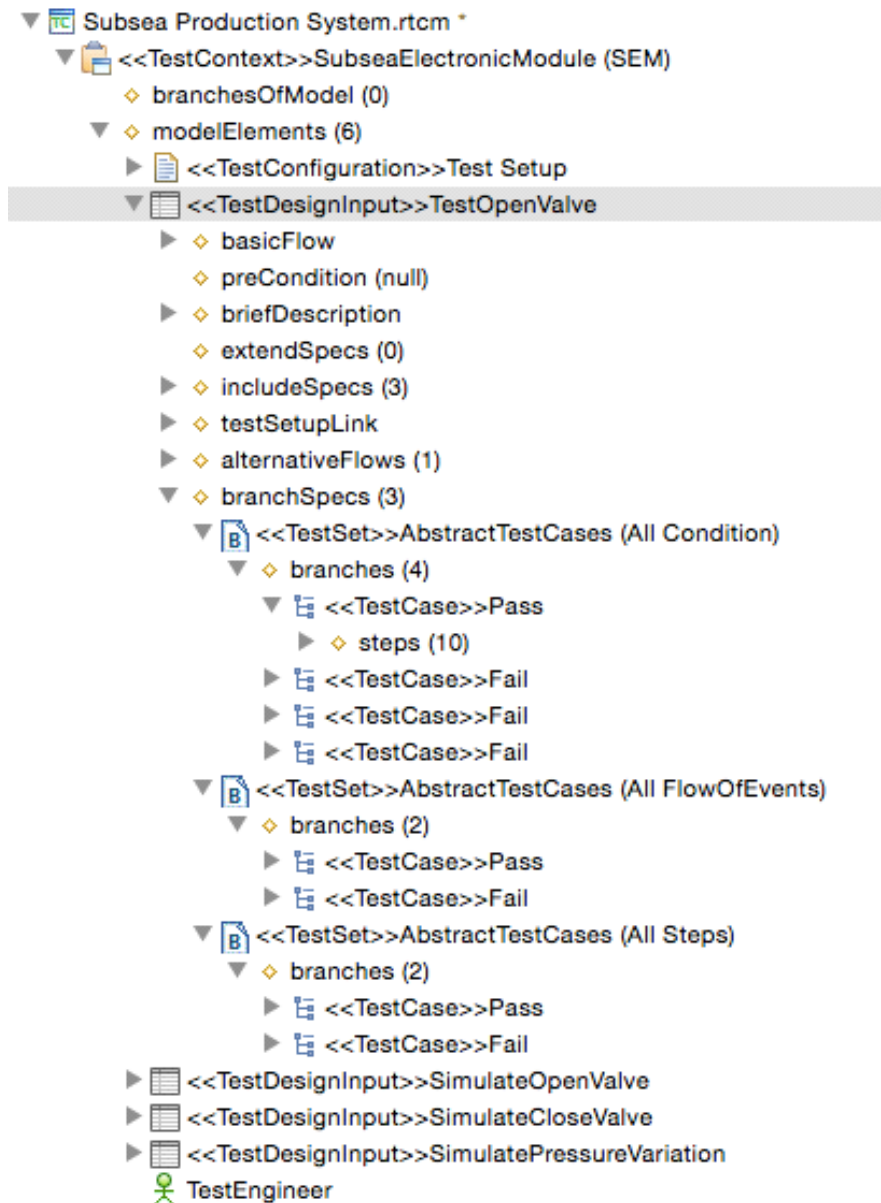 Subsea Production System.rtcm *
<<TestContext>>SubseaElectronicModule (SEM)
branchesOfModel (0)
modelElements (6)
<<TestConfiguration>>Test Setup
<<TestDesignInput>>TestOpenValve
basicFlow
preCondition (null)
briefDescription
extendSpecs (0)
includeSpecs (3)
testSetupLink
alternativeFlows (1)
branchSpecs (3)
<<TestSet>>AbstractTestCases (All Condition)
branches (4)
<<TestCase>>Pass
steps (10)
<<TestCase>>Fail
<<TestCase>>Fail
<<TestCase>>Fail
<<TestSet>>AbstractTestCases (All FlowOfEvents)
branches (2)
<<TestCase>>Pass
<<TestCase>>Fail
<<TestSet>>AbstractTestCases (All Steps)
branches (2)
<<TestCase>>Pass
<<TestCase>>Fail
<<TestDesignInput>>SimulateOpenValve
<<TestDesignInput>>SimulateCloseValve
<<TestDesignInput>>SimulatePressureVariation
TestEngineer